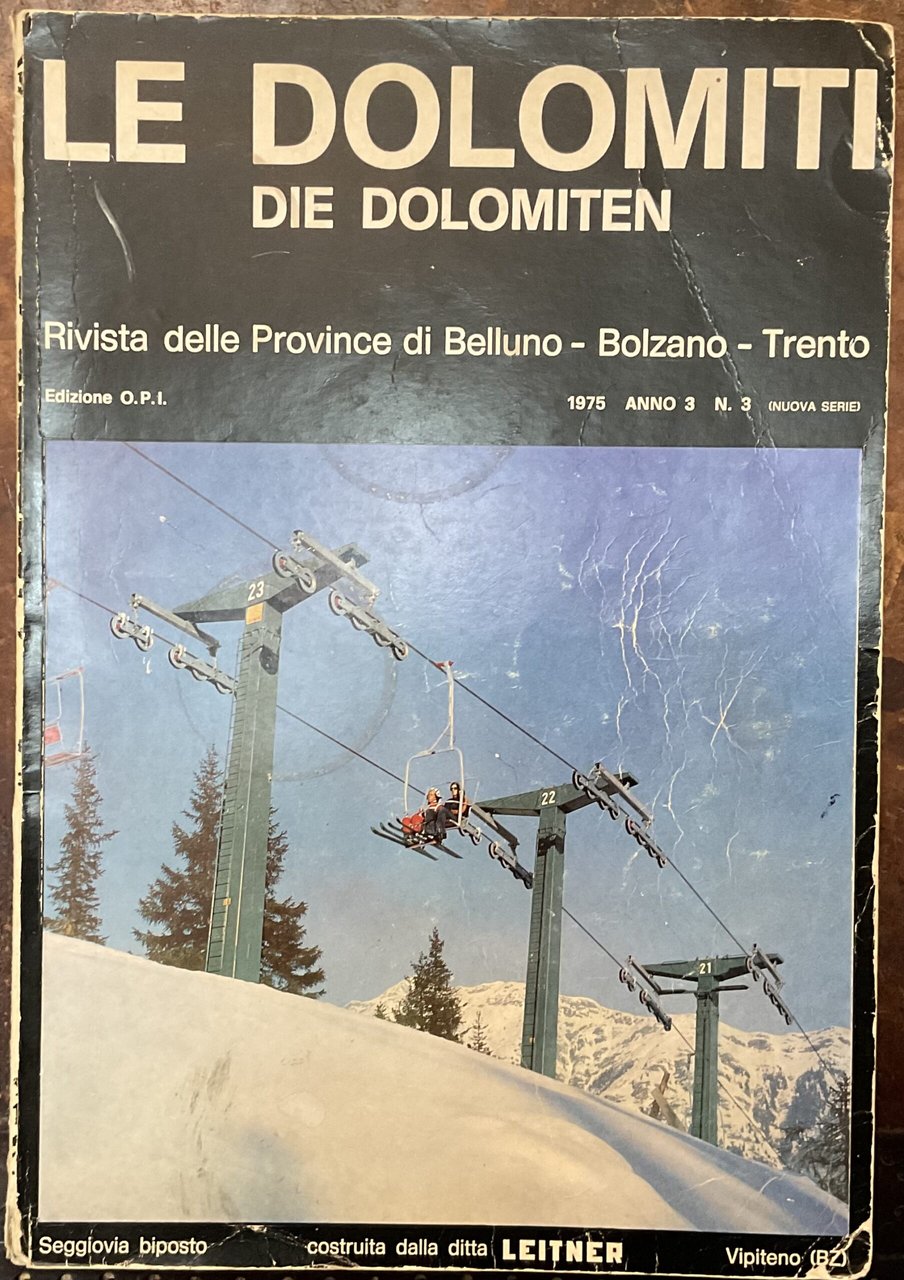 LE DOLOMITI
DIE DOLOMITEN
Rivista delle Province di Belluno - Bolzano - Trento
Edizione O.P.I. 1975 ANNO 3 N. 3 (NUOVA SERIE)
23
22
21
Seggiovia biposto costruita dalla ditta LEITNER Vipiteno (BZ)